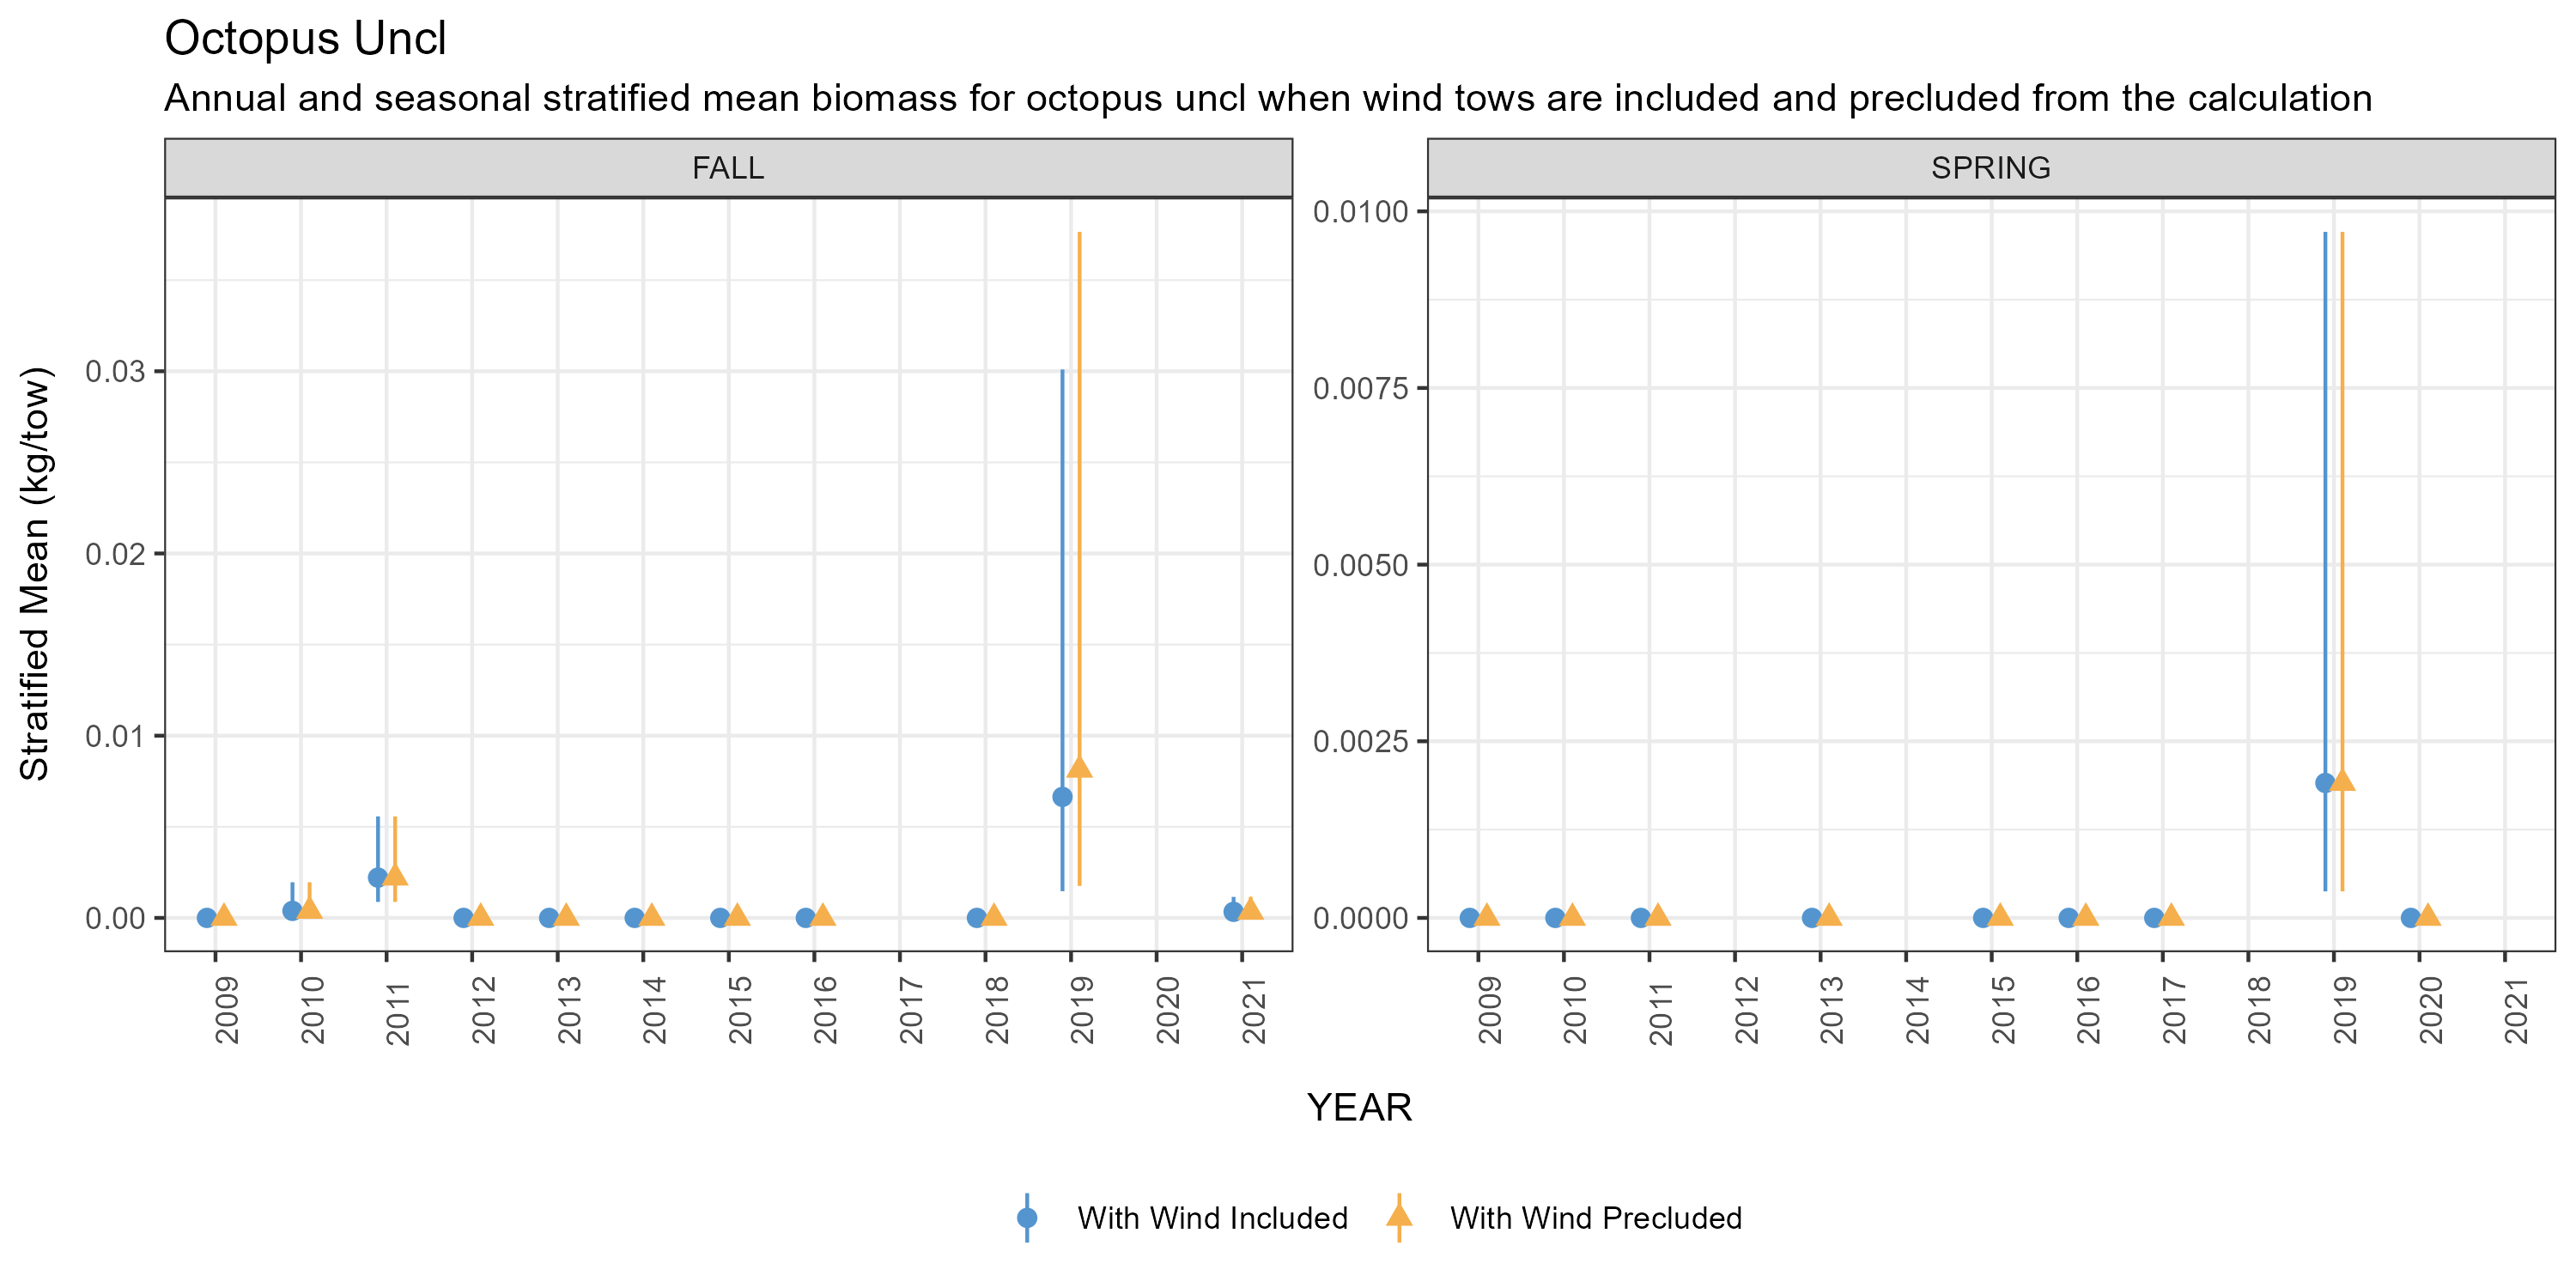 Octopus Uncl
Annual and seasonal stratified mean biomass for octopus uncl when wind tows are included and precluded from the calculation
FALL
SPRING
Stratified Mean (kg/tow)
0.03
0.02
0.01
0.00
0.0100
0.0075
0.0050
0.0025
0.0000
2009 2010 2011 2012 2013 2014 2015 2016 2017 2018 2019 2020 2021
2009 2010 2011 2012 2013 2014 2015 2016 2017 2018 2019 2020 2021
YEAR
With Wind Included
With Wind Precluded